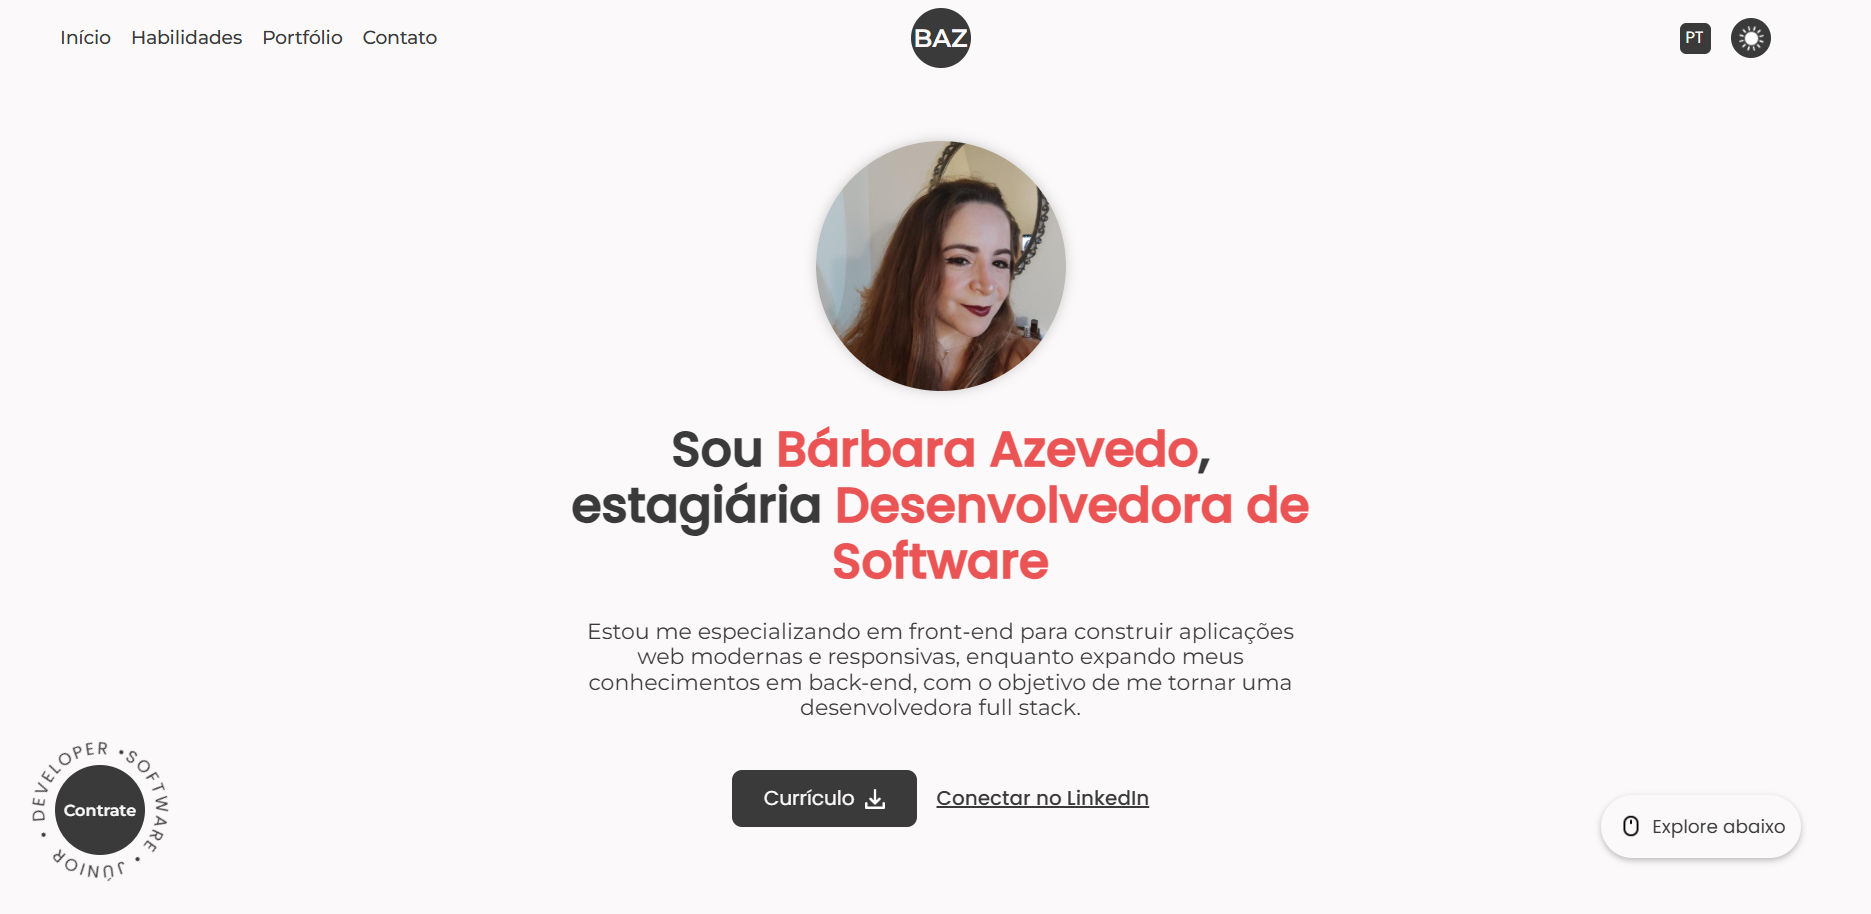 Início Habilidades Portfólio Contato
BAZ
PT
Sou Bárbara Azevedo,
estagiária Desenvolvedora de
Software
Estou me especializando em front-end para construir aplicações
web modernas e responsivas, enquanto expando meus
conhecimentos em back-end, com o objetivo de me tornar uma
desenvolvedora full stack.
DEVELOPER • SOFTWARE • JÚNIOR •
Contrate
Currículo
Conectar no LinkedIn
Explore abaixo